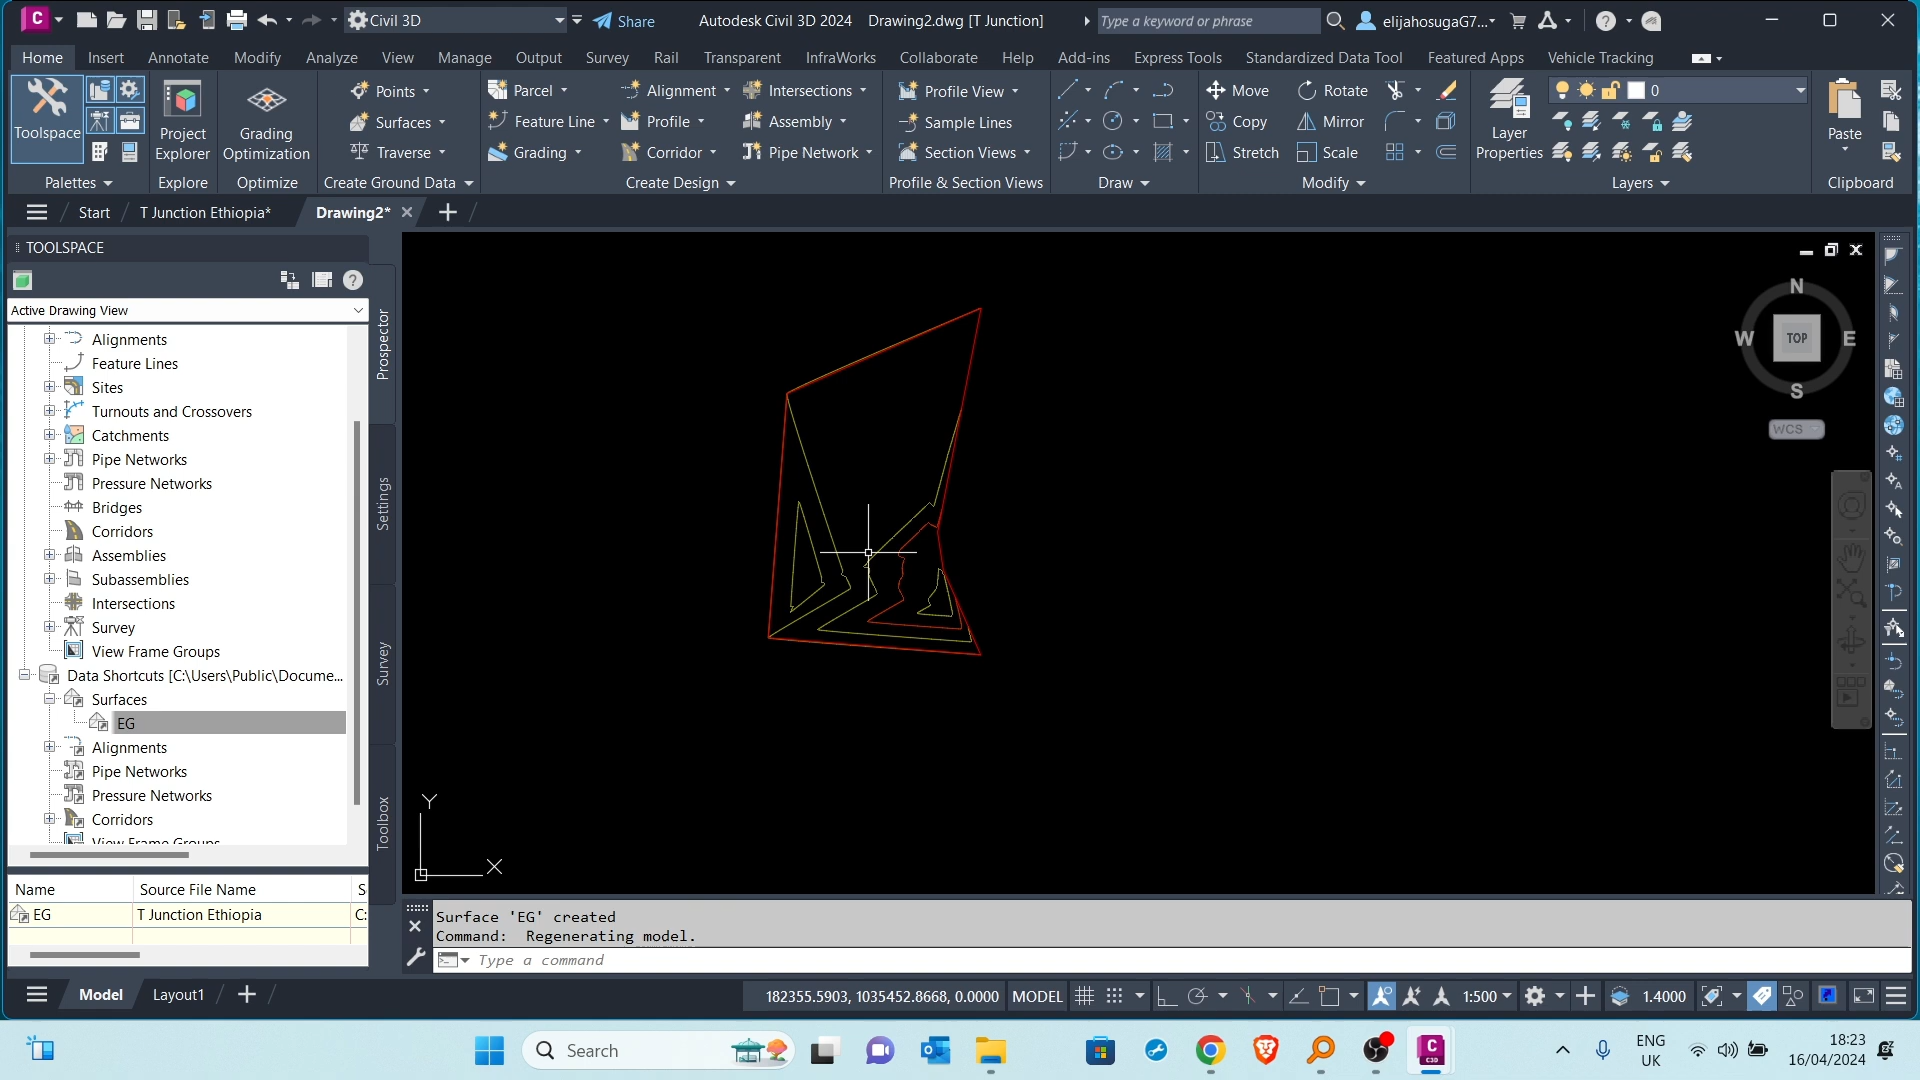 Civil 3D
Share
Autodesk Civil 3D 2024 Drawing2.dwg [T Junction]
Type a keyword or phrase
elijahosugaG7...
Home Insert Annotate Modify Analyze View Manage Output Survey Rail Transparent InfraWorks Collaborate Help Add-ins Express Tools Standardized Data Tool Featured Apps Vehicle Tracking
Toolspace
Palettes
Project Explorer
Explore
Grading Optimization
Optimize
Points
Surfaces
Traverse
Create Ground Data
Parcel
Feature Line
Grading
Alignment
Profile
Corridor
Intersections
Assembly
Pipe Network
Create Design
Profile View
Sample Lines
Section Views
Profile & Section Views
Draw
Move
Copy
Stretch
Rotate
Mirror
Scale
Modify
Layer Properties
0
Layers
Paste
Clipboard
Start
T Junction Ethiopia*
Drawing2*
TOOLSPACE
Active Drawing View
Alignments
Feature Lines
Sites
Turnouts and Crossovers
Catchments
Pipe Networks
Pressure Networks
Bridges
Corridors
Assemblies
Subassemblies
Intersections
Survey
View Frame Groups
Data Shortcuts [C:\Users\Public\Docume...
Surfaces
EG
Alignments
Pipe Networks
Pressure Networks
Corridors
View Frame Groups
Prospector
Settings
Survey
Toolbox
Name Source File Name S
EG T Junction Ethiopia C:
N
W TOP E
S
WCS
Y
X
Surface 'EG' created
Command: Regenerating model.
Type a command
Model
Layout1
182355.5903, 1035452.8668, 0.0000 MODEL
1:500
1.4000
Search
ENG
UK
18:23
16/04/2024